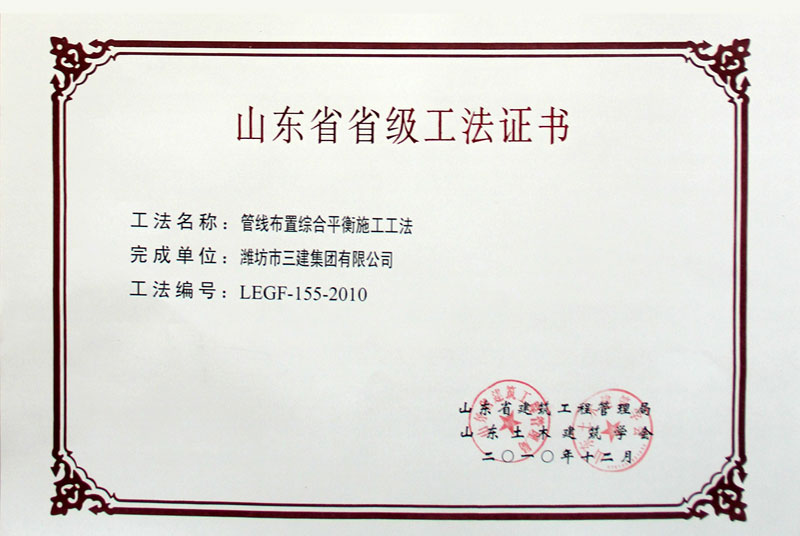 山东省省级工法证书
工法名称：管线布置综合平衡施工工法
完成单位：潍坊市三建集团有限公司
工法编号：LEGF-155-2010
山东省建筑工程管理局
山东土木建筑学会
二〇一〇年十二月